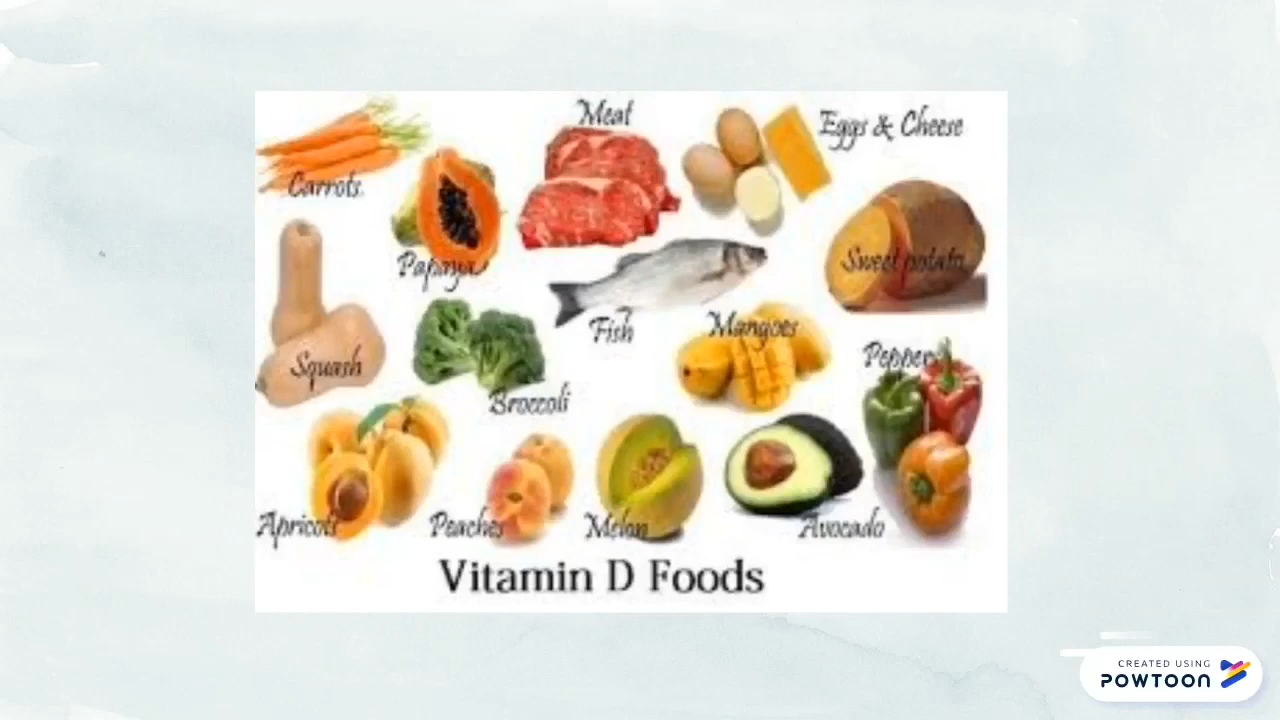 Meat
Eggs & Cheese
Carrots
Papaya
Sweet potato
Fish
Mangoes
Squash
Pepper
Broccoli
Apricots
Peaches
Melon
Avocado
Vitamin D Foods
CREATED USING
POWTOON